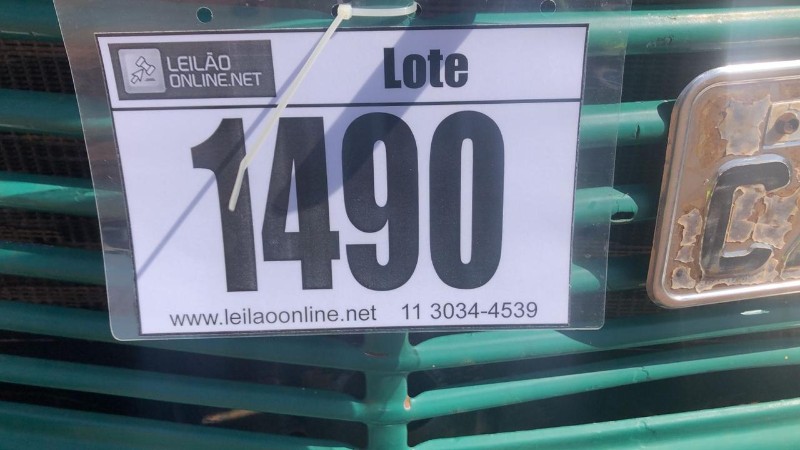 LEILÃO
ONLINE.NET
Lote
1490
www.leilaoonline.net 11 3034-4539